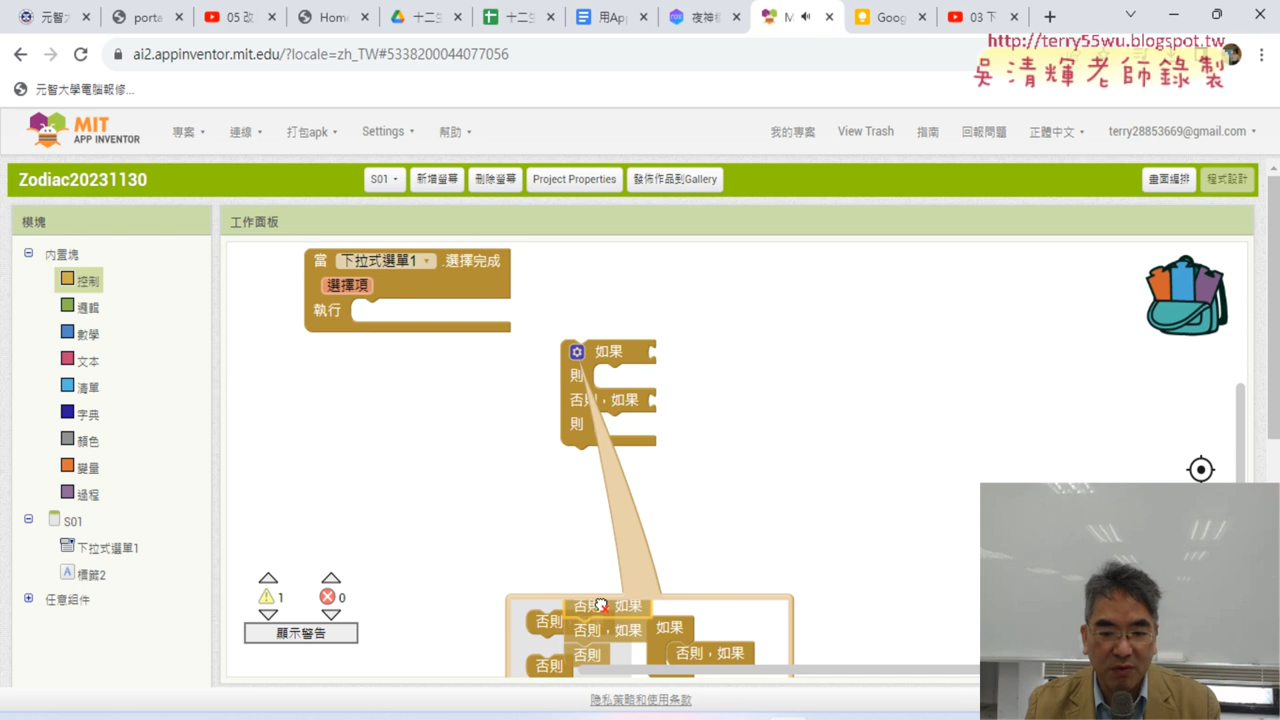 元智ナ
porta
05 改
Home
十二生
十二
用Ap
夜神模
M
Goog
03 下
ai2.appinventor.mit.edu/?locale=zh_TW#5338200044077056
http://terry55wu.blogspot.tw
吳清輝老師錄製
元智大學電腦報修...
MIT
APP INVENTOR
專案
連線
打包apk
Settings
幫助
我的專案
View Trash
指南
回報問題
正體中文
terry28853669@gmail.com
Zodiac20231130
S01
新增螢幕
刪除螢幕
Project Properties
發佈作品到Gallery
畫面編排
程式設計
模塊
工作面板
內置塊
控制
邏輯
數學
文本
清單
字典
顏色
變量
過程
S01
下拉式選單1
標籤2
任意組件
當 下拉式選單1 .選擇完成
選擇項
執行
如果
則
否則，如果
則
1
0
顯示警告
否則
否則，如果
否則，如果
否則
否則
如果
否則，如果
隐私策略和使用条款